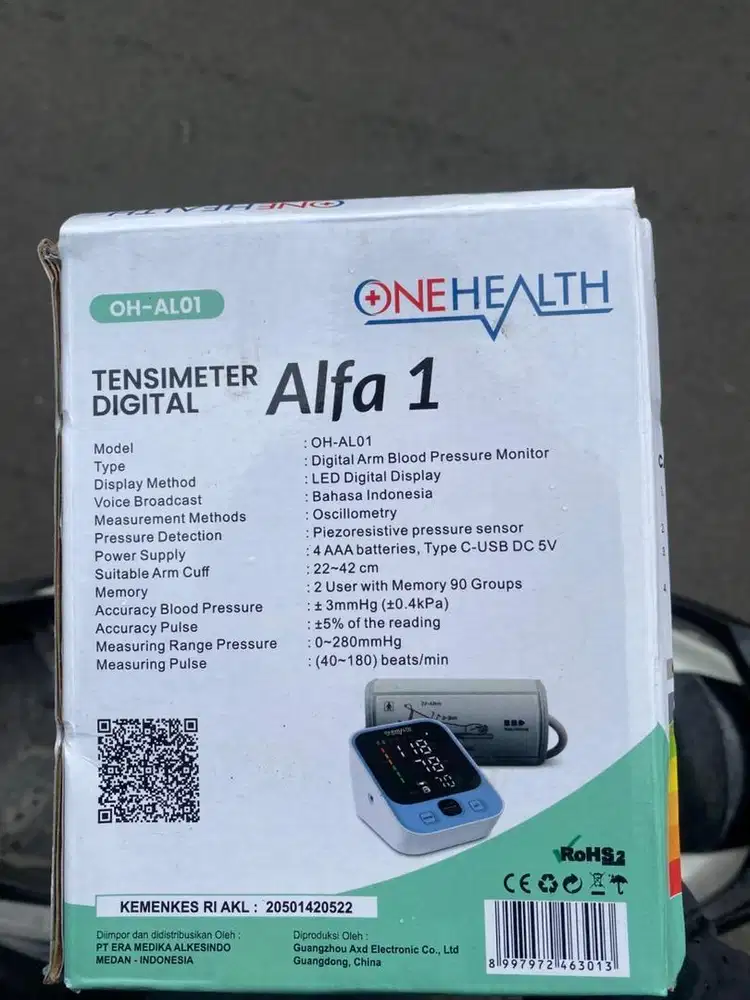 ONEHEALTH
OH-AL01
ONEHEALTH
TENSIMETER
DIGITAL
Alfa 1
Model : OH-AL01
Type : Digital Arm Blood Pressure Monitor
Display Method : LED Digital Display
Voice Broadcast : Bahasa Indonesia
Measurement Methods : Oscillometry
Pressure Detection : Piezoresistive pressure sensor
Power Supply : 4 AAA batteries, Type C-USB DC 5V
Suitable Arm Cuff : 22~42 cm
Memory : 2 User with Memory 90 Groups
Accuracy Blood Pressure : ± 3mmHg (±0.4kPa)
Accuracy Pulse : ±5% of the reading
Measuring Range Pressure : 0~280mmHg
Measuring Pulse : (40~180) beats/min
118
78
70
RoHS2
CE
KEMENKES RI AKL : 20501420522
Diimpor dan didistribusikan Oleh :
PT ERA MEDIKA ALKESINDO
MEDAN - INDONESIA
Diproduksi Oleh :
Guangzhou Axd Electronic Co., Ltd
Guangdong, China
8 997972 463013